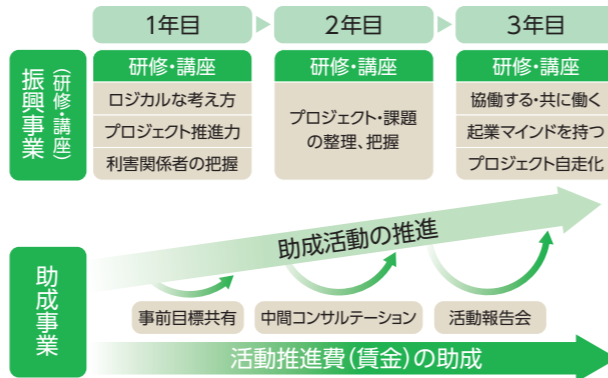 1年目
2年目
3年目
振興事業
(研修・講座)
研修・講座
ロジカルな考え方
プロジェクト推進力
利害関係者の把握
研修・講座
プロジェクト・課題
の整理、把握
研修・講座
協働する・共に働く
起業マインドを持つ
プロジェクト自走化
助成事業
助成活動の推進
事前目標共有
中間コンサルテーション
活動報告会
活動推進費(賃金)の助成